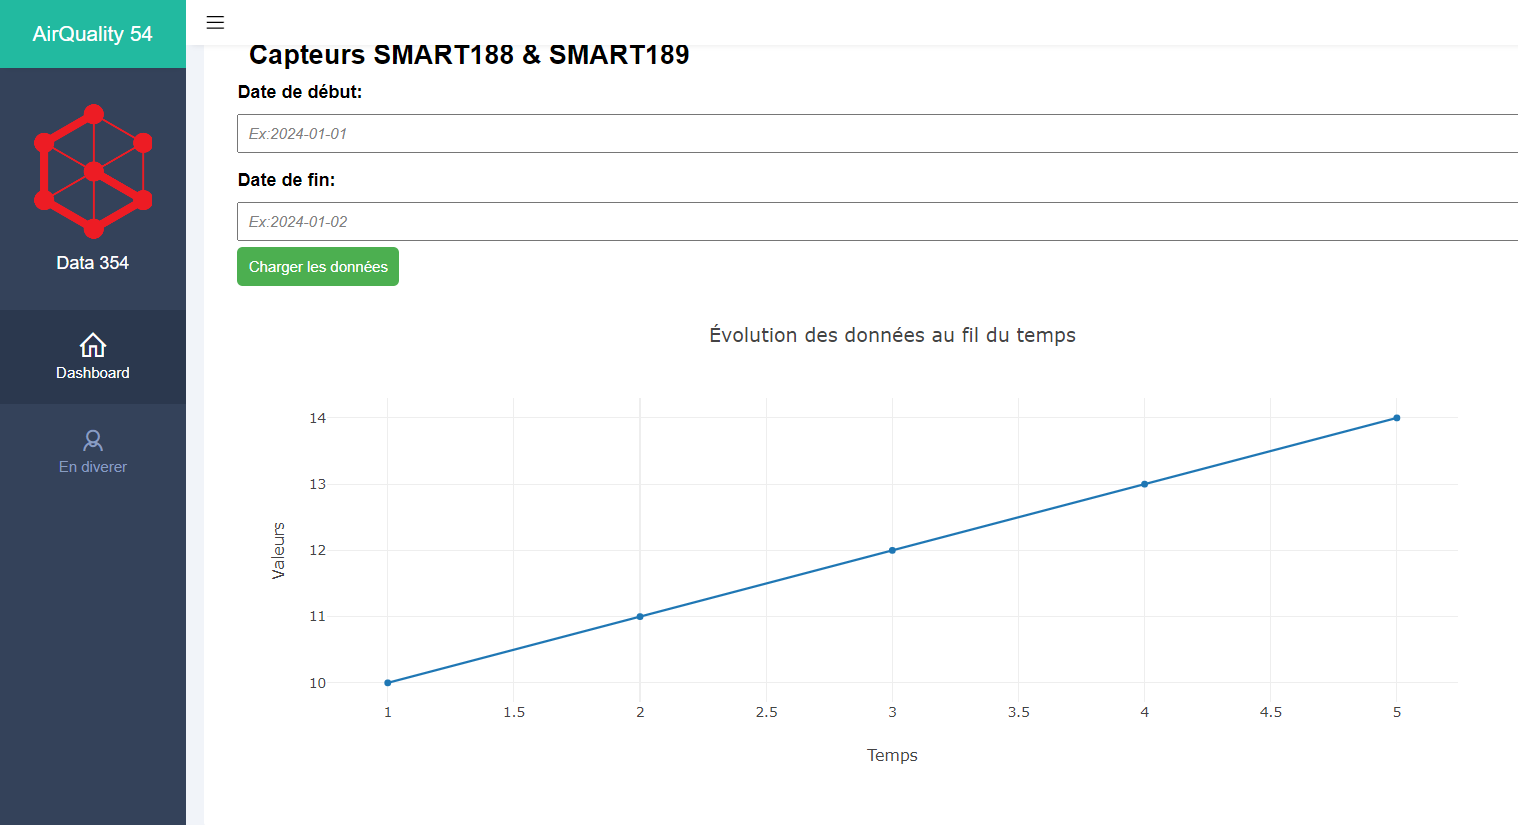 AirQuality 54
Data 354
Dashboard
En diverer
Capteurs SMART188 & SMART189
Date de début:
Ex:2024-01-01
Date de fin:
Ex:2024-01-02
Charger les données
Évolution des données au fil du temps
14
13
12
11
10
Valeurs
1 1.5 2 2.5 3 3.5 4 4.5 5
Temps